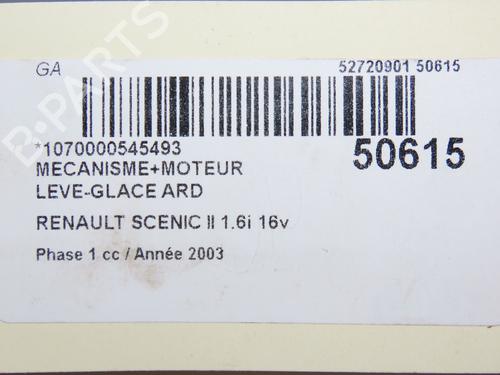 GA
52720901 50615
*1070000545493
50615
MECANISME+MOTEUR
LEVE-GLACE ARD
RENAULT SCENIC II 1.6i 16v
Phase 1 cc / Année 2003
B-PARTS